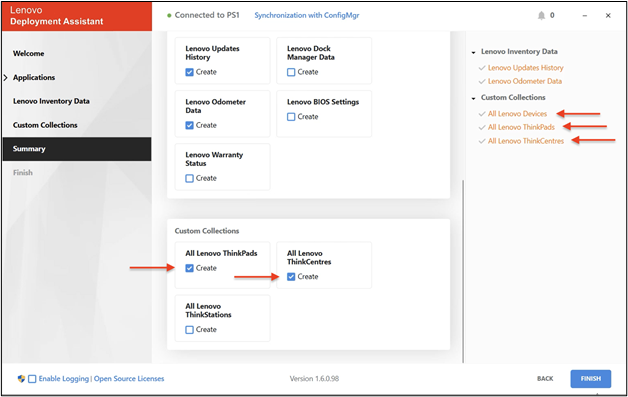 Lenovo
Deployment Assistant
Connected to PS1
Synchronization with ConfigMgr
0
Welcome
Applications
Lenovo Inventory Data
Custom Collections
Summary
Finish
Lenovo Updates
History
Create
Lenovo Dock
Manager Data
Create
Lenovo Odometer
Data
Create
Lenovo BIOS Settings
Create
Lenovo Warranty
Status
Create
Custom Collections
All Lenovo ThinkPads
Create
All Lenovo
ThinkCentres
Create
All Lenovo
ThinkStations
Create
Lenovo Inventory Data
Lenovo Updates History
Lenovo Odometer Data
Custom Collections
All Lenovo Devices
All Lenovo ThinkPads
All Lenovo ThinkCentres
Enable Logging | Open Source Licenses
Version 1.6.0.98
BACK
FINISH